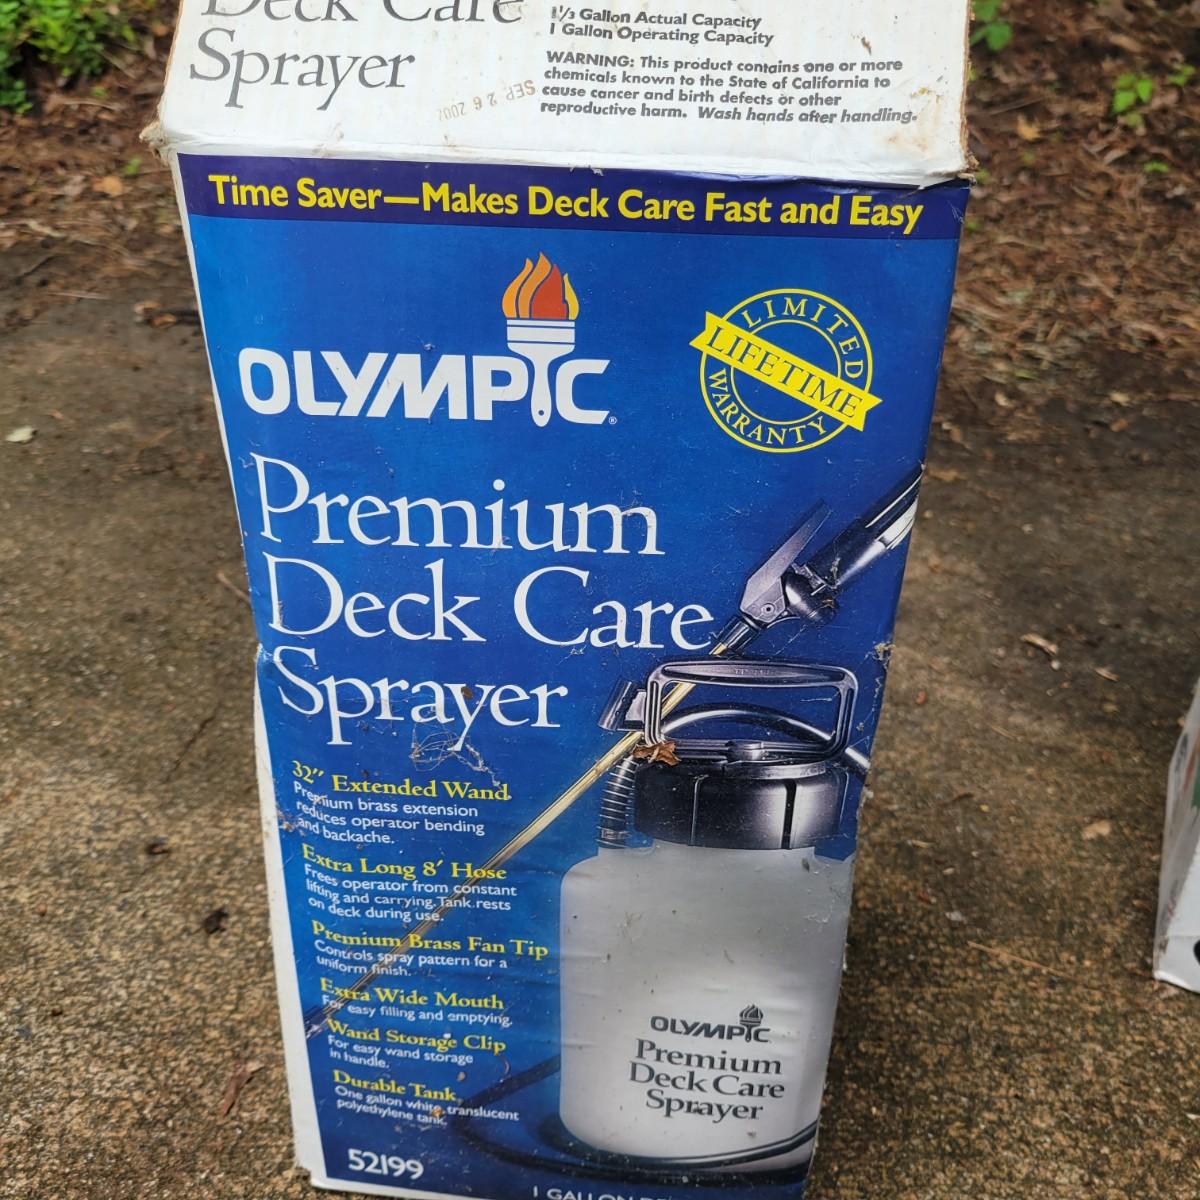 Deck Care
Sprayer
1⅓ Gallon Actual Capacity
1 Gallon Operating Capacity
WARNING: This product contains one or more
chemicals known to the State of California to
cause cancer and birth defects or other
reproductive harm. Wash hands after handling.
SEP 2 6 2007
Time Saver—Makes Deck Care Fast and Easy
OLYMPIC®
LIMITED
LIFETIME
WARRANTY
Premium
Deck Care
Sprayer
32" Extended Wand
Premium brass extension
reduces operator bending
and backache.
Extra Long 8' Hose
Frees operator from constant
lifting and carrying. Tank rests
on deck during use.
Premium Brass Fan Tip
Controls spray pattern for a
uniform finish.
Extra Wide Mouth
For easy filling and emptying.
Wand Storage Clip
For easy wand storage
in handle.
Durable Tank
One gallon white, translucent
polyethylene tank.
OLYMPIC
Premium
Deck Care
Sprayer
52199
1 GALLON